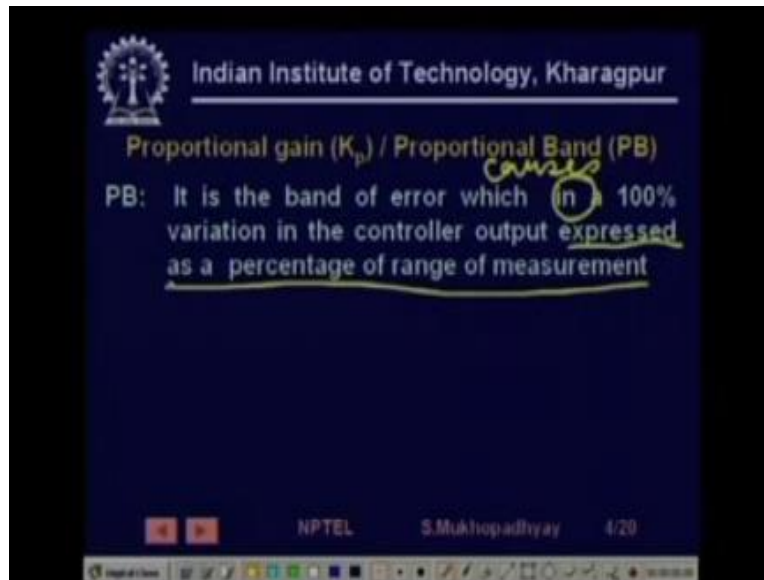 Indian Institute of Technology, Kharagpur
Proportional gain (Kp) / Proportional Band (PB)
causes
PB: It is the band of error which in a 100%
variation in the controller output expressed
as a percentage of range of measurement
NPTEL S.Mukhopadhyay 4/20